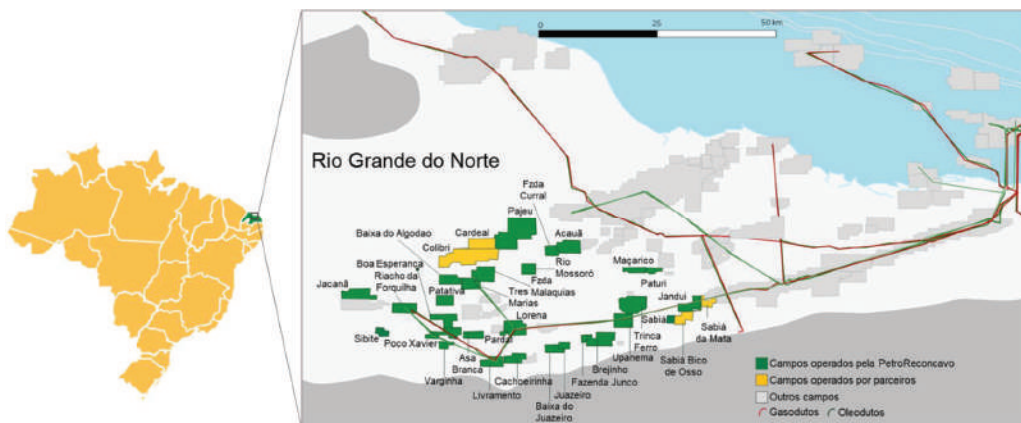 0
25
50 km
Rio Grande do Norte
Fzda
Curral
Pajeu
Cardeal
Acauã
Baixa do Algodao
Colibri
Rio
Mossoró
Maçarico
Boa Esperança
Riacho da
Forquilha
Fzda
Malaquias
Paturi
Jacanã
Patativa
Tres
Marias
Jandui
Lorena
Sabiá
Sabiá
da Mata
Sibite
Poço Xavier
Pardal
Trinca
Ferro
Asa
Branca
Upanema
Sabiá Bico
de Osso
Varginha
Cachoeirinha
Brejinho
Livramento
Juazeiro
Fazenda Junco
Baixa do
Juazeiro
Campos operados pela PetroReconcavo
Campos operados por parceiros
Outros campos
Gasodutos
Oleodutos